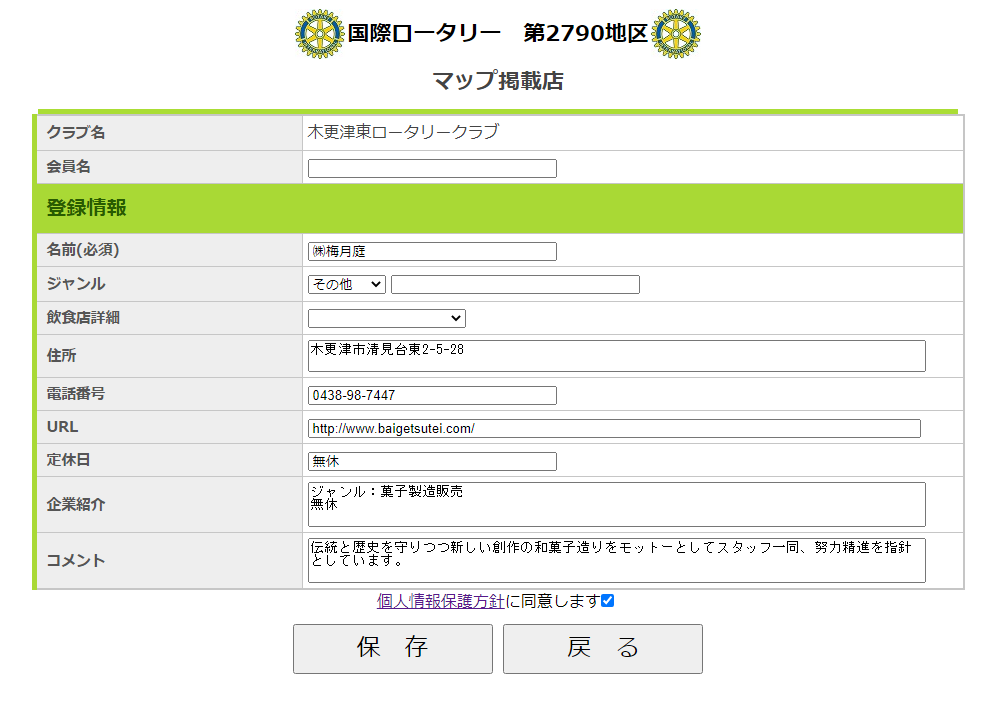 国際ロータリー　第2790地区
マップ掲載店
クラブ名 木更津東ロータリークラブ
会員名
登録情報
名前(必須) ㈱梅月庭
ジャンル その他
飲食店詳細
住所 木更津市清見台東2-5-28
電話番号 0438-98-7447
URL http://www.baigetsutei.com/
定休日 無休
企業紹介 ジャンル：菓子製造販売
無休
コメント 伝統と歴史を守りつつ新しい創作の和菓子造りをモットーとしてスタッフ一同、努力精進を指針
としています。
個人情報保護方針に同意します
保　存 戻　る